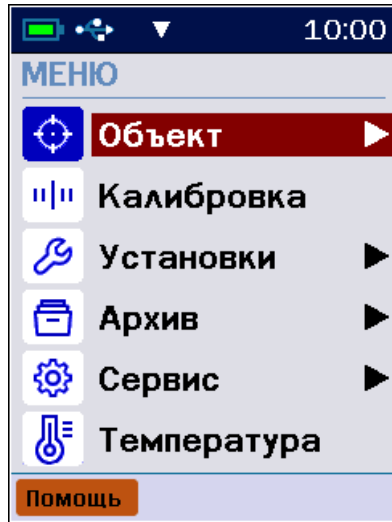 10:00
МЕНЮ
Объект
Калибровка
Установки
Архив
Сервис
Температура
Помощь